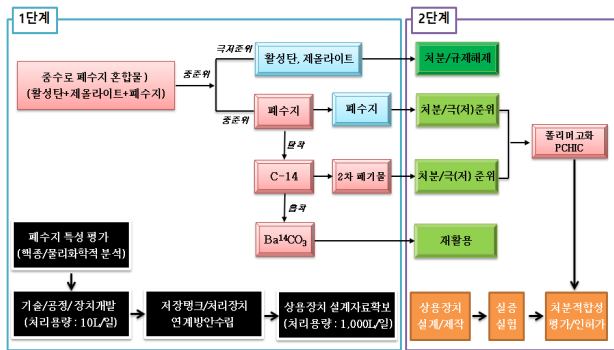 1단계
2단계
극저준위
활성탄, 제올라이트
처분/규제해제
중수로 폐수지 혼합물)
(활성탄+제올라이트+폐수지)
중준위
중준위
폐수지
폐수지
처분/극(저)준위
폴리머고화
PCHIC
탈착
C-14
2차 폐기물
처분/극(저) 준위
흡착
Ba¹⁴CO₃
재활용
폐수지 특성 평가
(핵종/물리화학적 분석)
기술/공정/장치개발
(처리용량 : 10L/일)
저장탱크/처리장치
연계방안수립
상용장치 설계자료확보
(처리용량 : 1,000L/일)
상용장치
설계/제작
실증
실험
처분적합성
평가/인허가